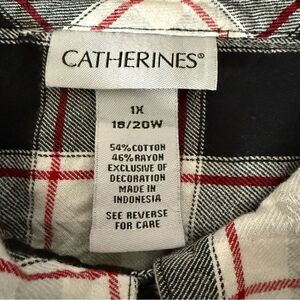 CATHERINES®
1X
18/20W
54% COTTON
46% RAYON
EXCLUSIVE OF
DECORATION
MADE IN
INDONESIA
SEE REVERSE
FOR CARE